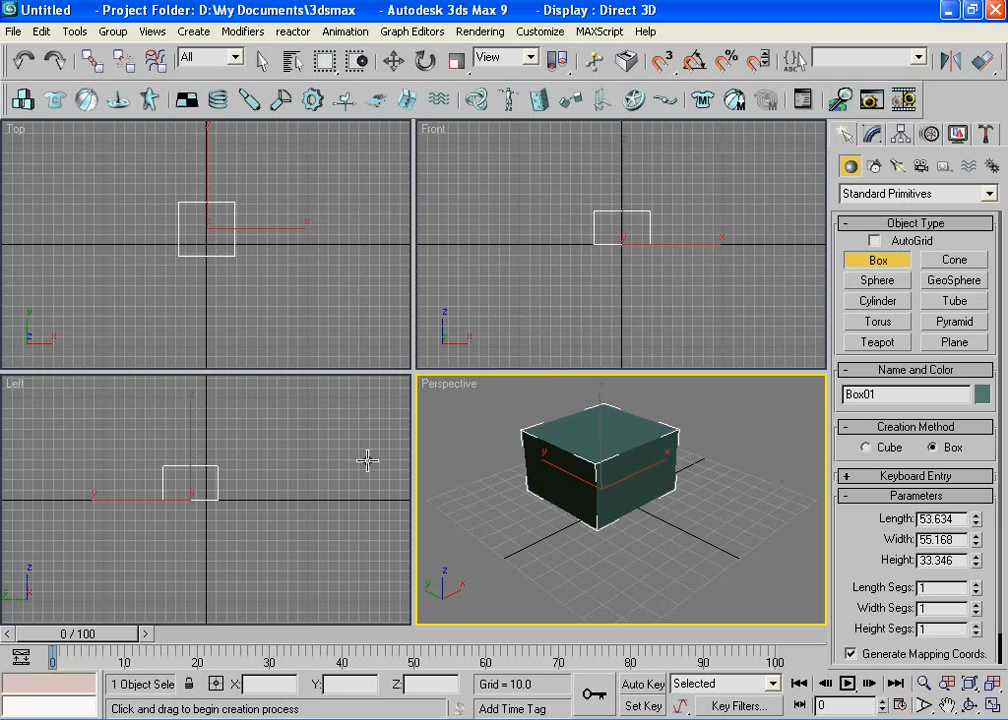 Untitled - Project Folder: D:\My Documents\3dsmax - Autodesk 3ds Max 9 - Display : Direct 3D
File Edit Tools Group Views Create Modifiers reactor Animation Graph Editors Rendering Customize MAXScript Help
All View
Top
Front
Left
Perspective
Standard Primitives
- Object Type
AutoGrid
Box Cone
Sphere GeoSphere
Cylinder Tube
Torus Pyramid
Teapot Plane
- Name and Color
Box01
- Creation Method
Cube Box
+ Keyboard Entry
- Parameters
Length: 53.634
Width: 55.168
Height: 33.346
Length Segs: 1
Width Segs: 1
Height Segs: 1
Generate Mapping Coords.
< 0 / 100 >
0 10 20 30 40 50 60 70 80 90 100
1 Object Sele X: Y: Z: Grid = 10.0 Auto Key Selected
Click and drag to begin creation process Add Time Tag Set Key Key Filters... 0